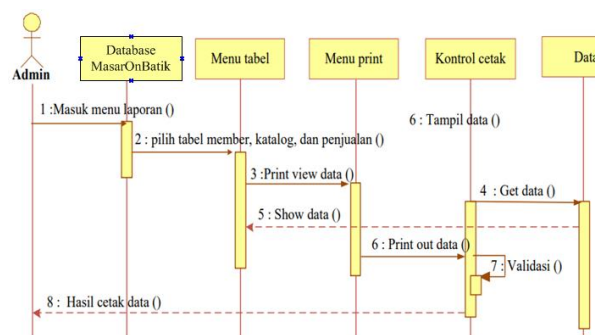 Admin
Database
MasarOnBatik
Menu tabel
Menu print
Kontrol cetak
Data
1 :Masuk menu laporan ()
6 : Tampil data ()
2 : pilih tabel member, katalog, dan penjualan ()
3 :Print view data ()
4 : Get data ()
5 : Show data ()
6 : Print out data ()
7 : Validasi ()
8 : Hasil cetak data ()